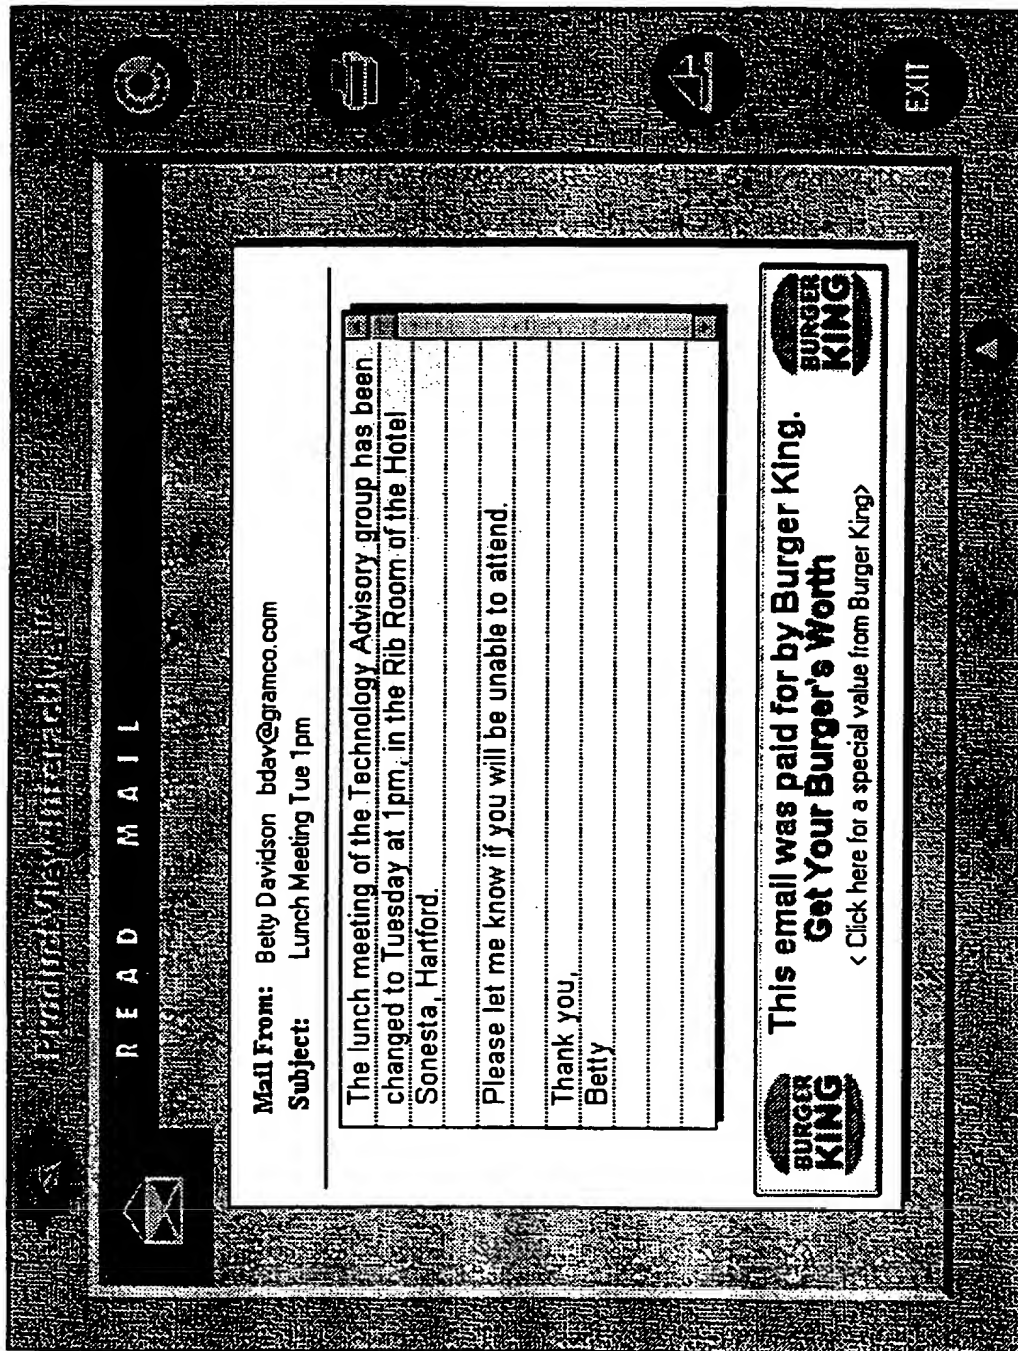 READ MAIL
Mail From: Betty Davidson bdav@gramco.com
Subject: Lunch Meeting Tue 1pm
The lunch meeting of the Technology Advisory group has been
changed to Tuesday at 1pm, in the Rib Room of the Hotel
Sonesta, Hartford.
Please let me know if you will be unable to attend.
Thank you,
Betty
BURGER
KING
This email was paid for by Burger King.
Get Your Burger's Worth
< Click here for a special value from Burger King>
BURGER
KING
EXIT